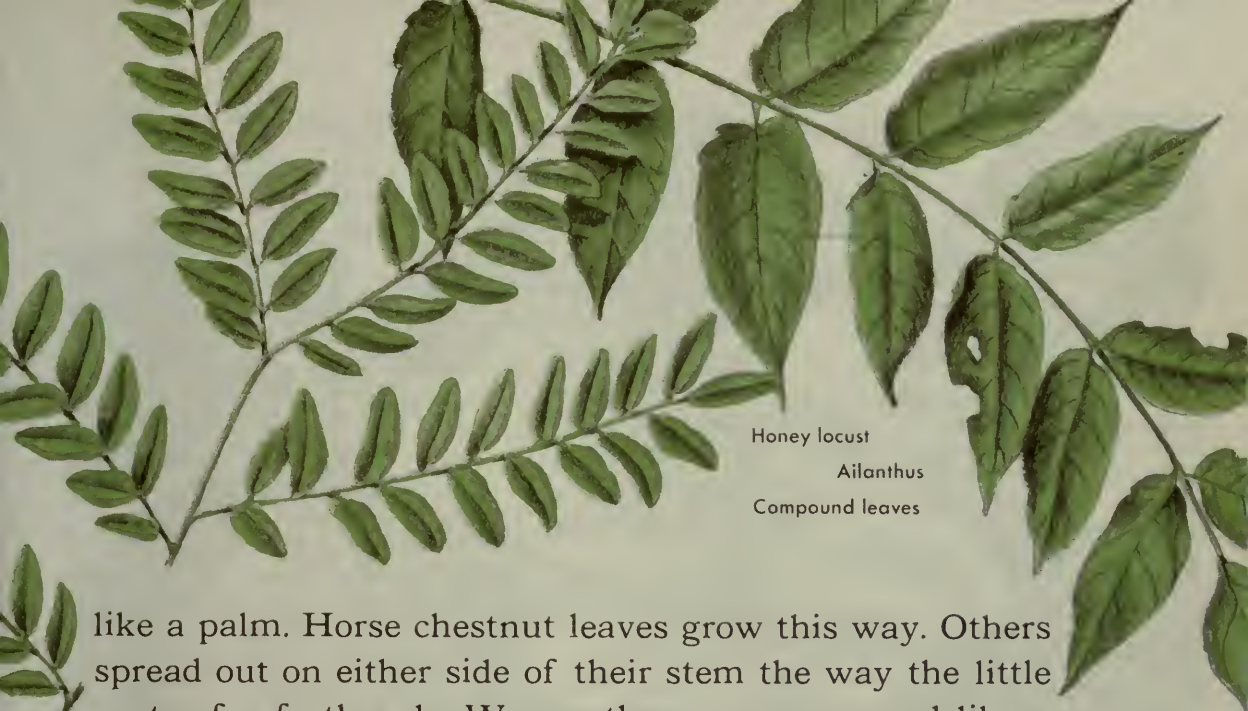 Honey locust
Ailanthus
Compound leaves
like a palm. Horse chestnut leaves grow this way. Others
spread out on either side of their stem the way the little